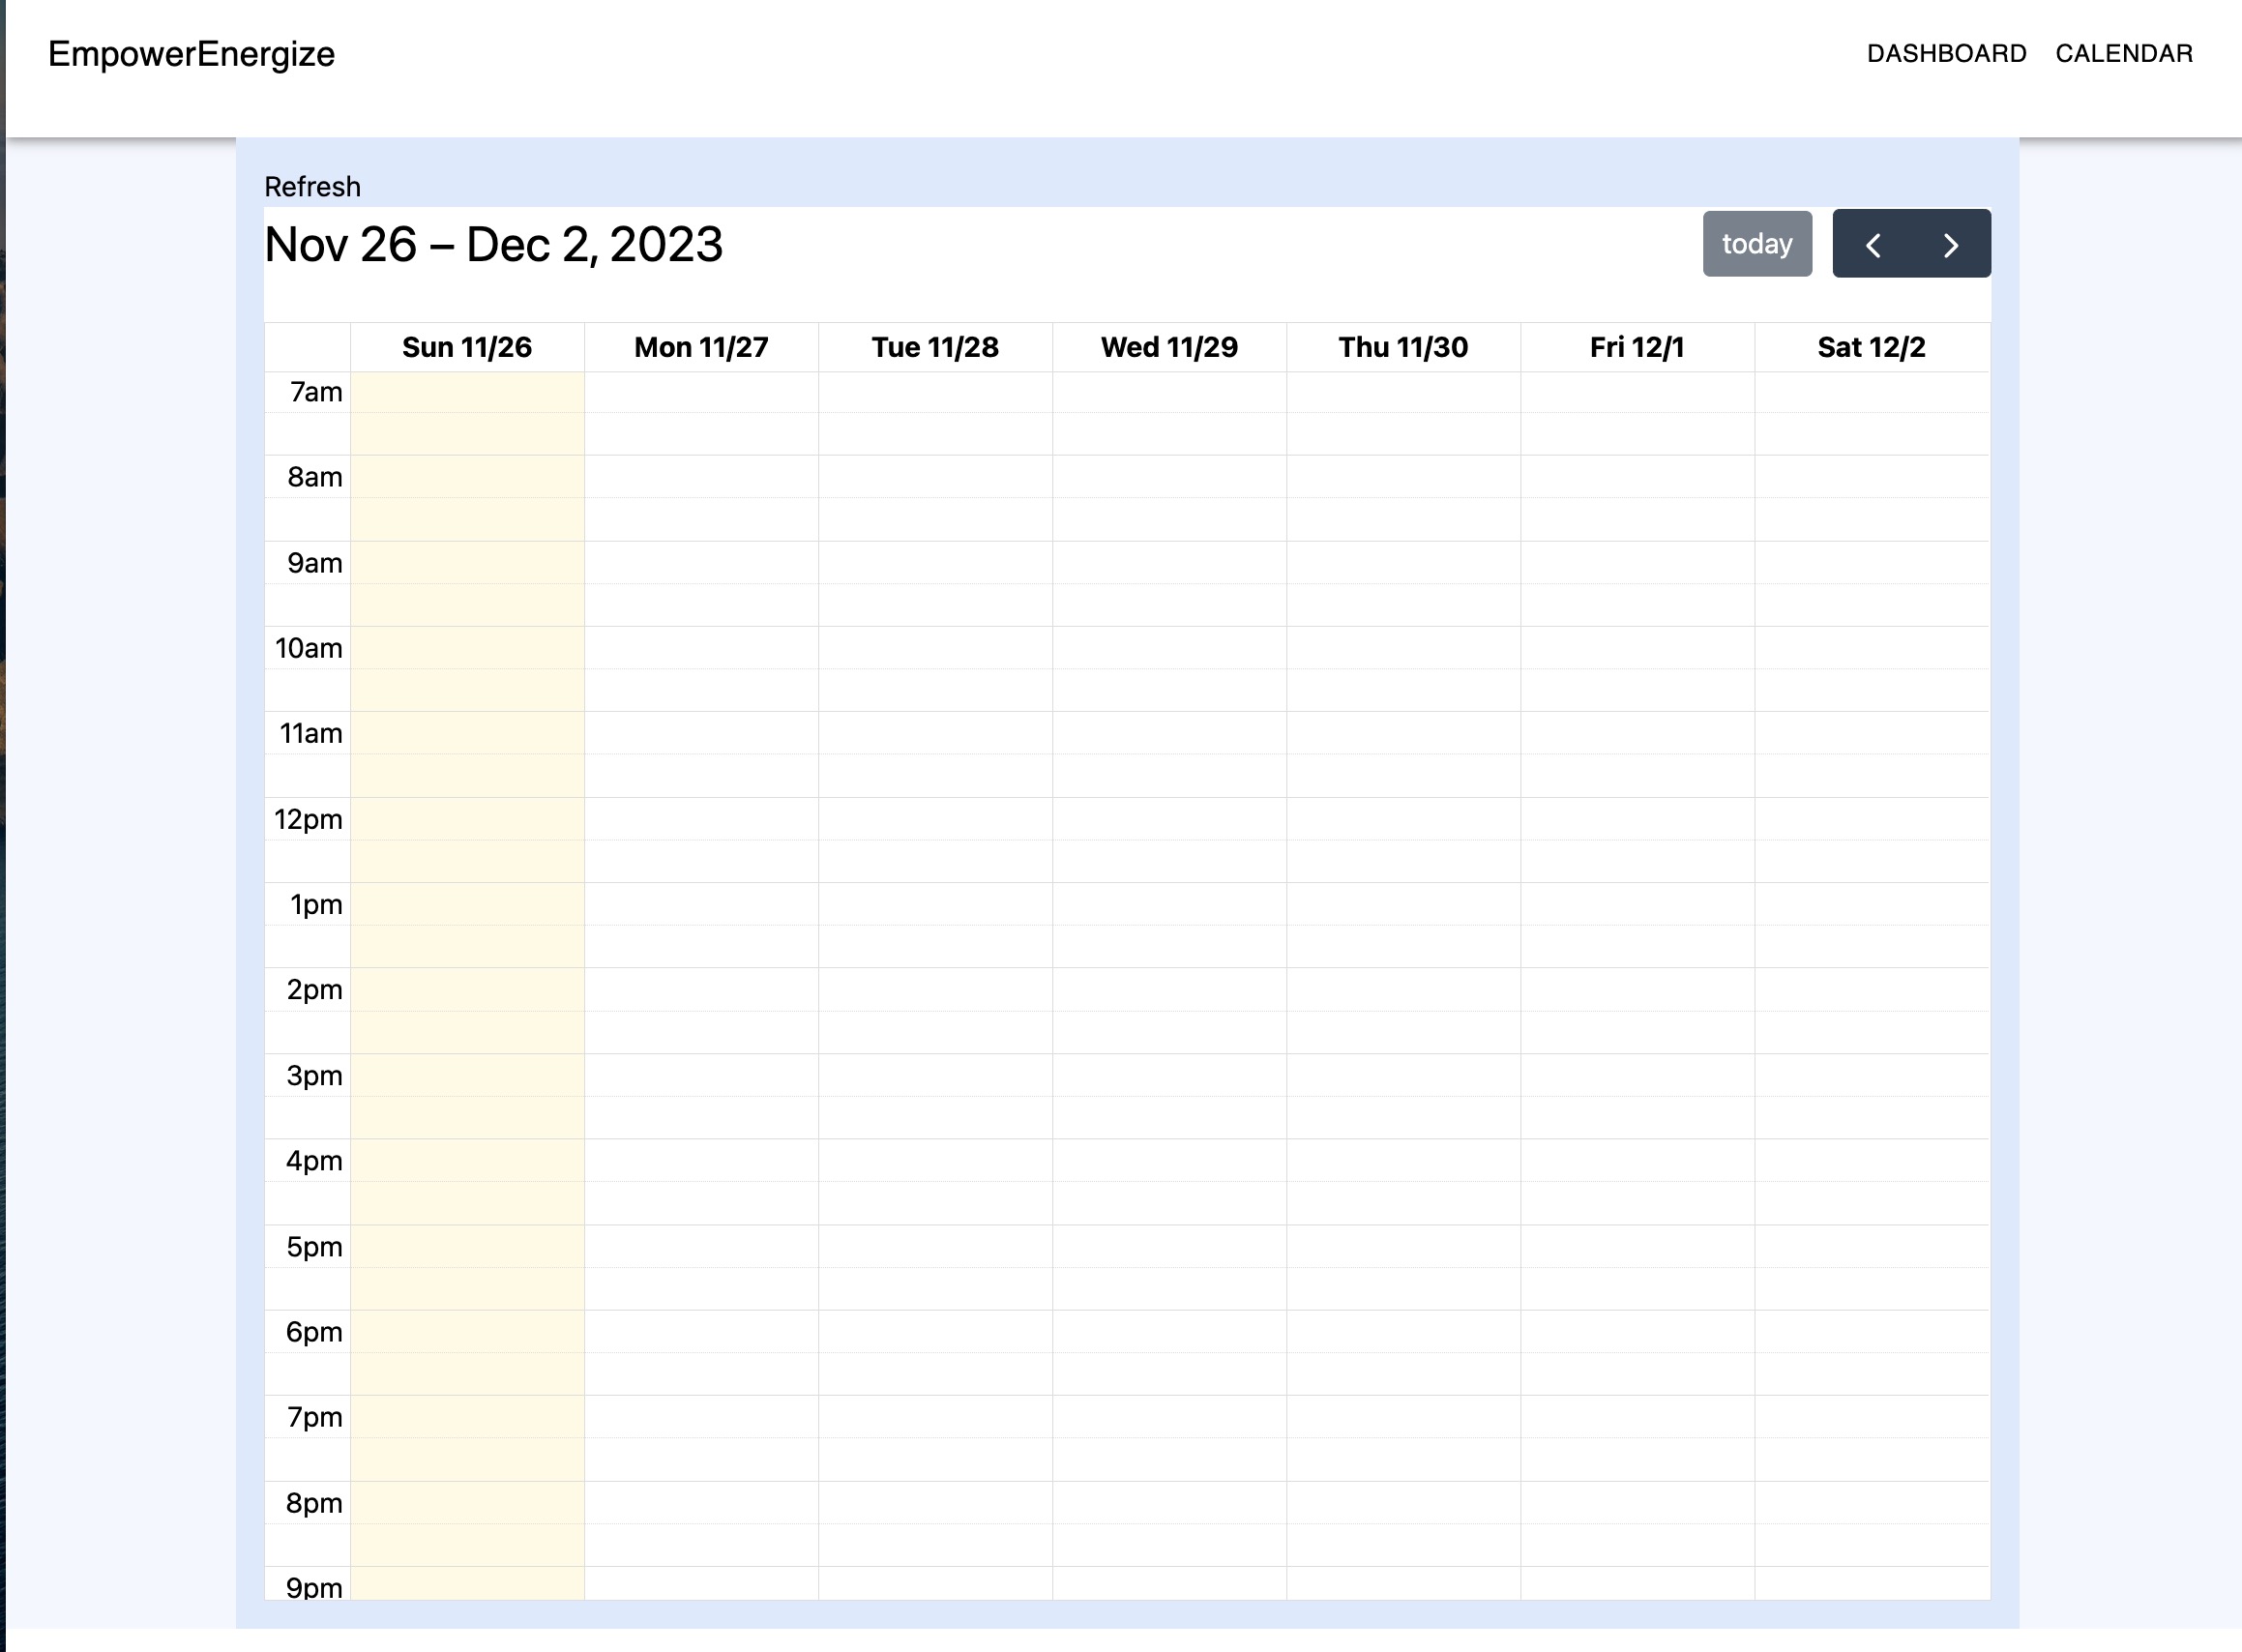 EmpowerEnergize DASHBOARD CALENDAR
Refresh
Nov 26 – Dec 2, 2023 today
Sun 11/26 Mon 11/27 Tue 11/28 Wed 11/29 Thu 11/30 Fri 12/1 Sat 12/2
7am
8am
9am
10am
11am
12pm
1pm
2pm
3pm
4pm
5pm
6pm
7pm
8pm
9pm